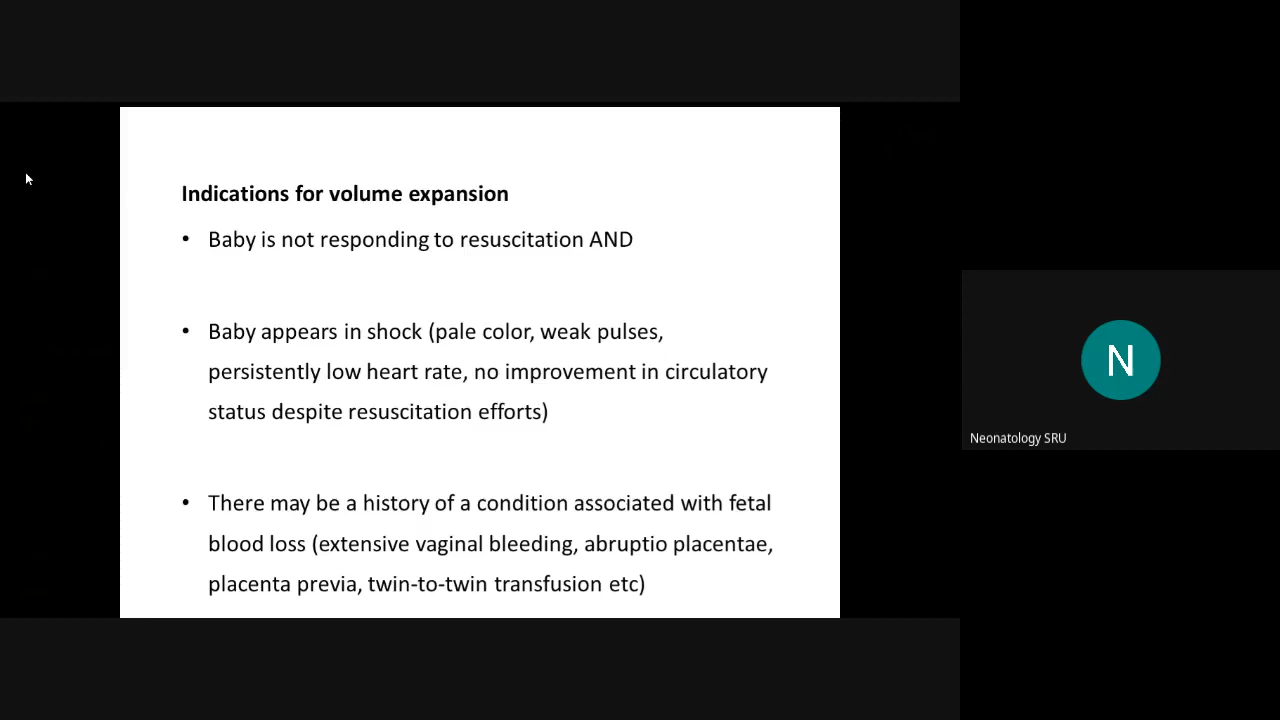 Indications for volume expansion
• Baby is not responding to resuscitation AND
• Baby appears in shock (pale color, weak pulses,
persistently low heart rate, no improvement in circulatory
status despite resuscitation efforts)
• There may be a history of a condition associated with fetal
blood loss (extensive vaginal bleeding, abruptio placentae,
placenta previa, twin-to-twin transfusion etc)
N
Neonatology SRU